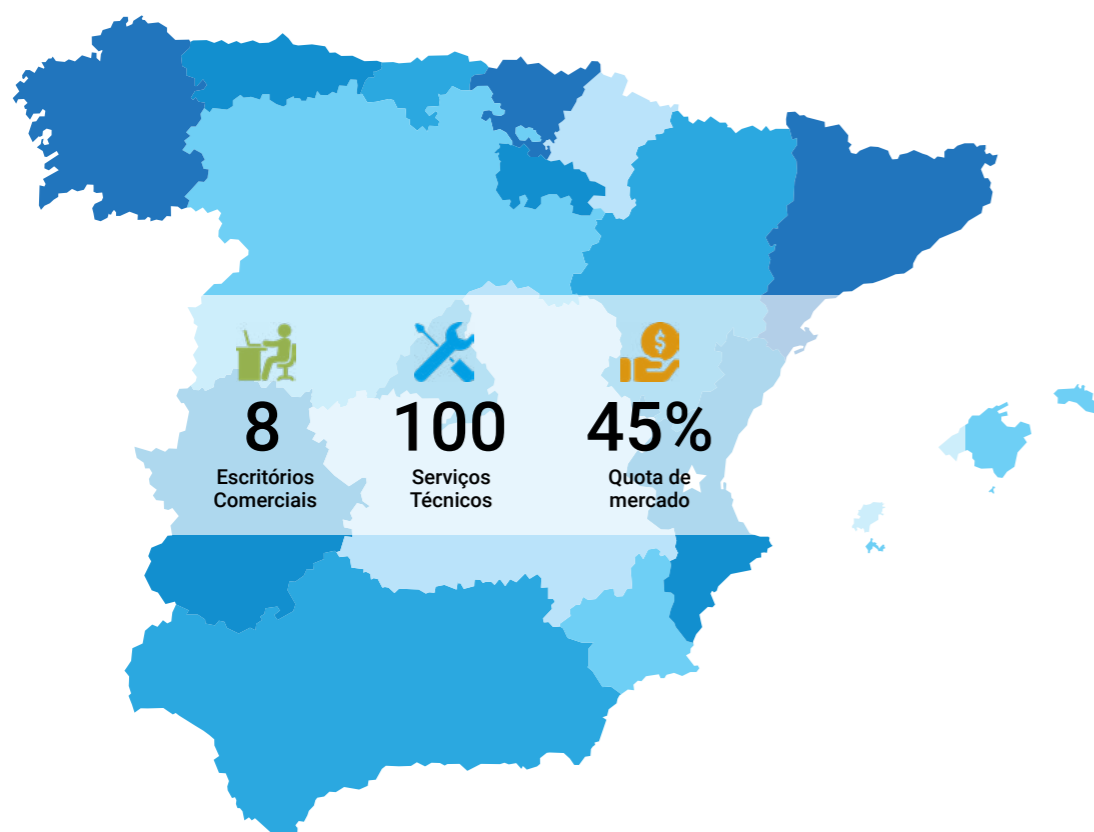 8
Escritórios
Comerciais
100
Serviços
Técnicos
$
45%
Quota de
mercado